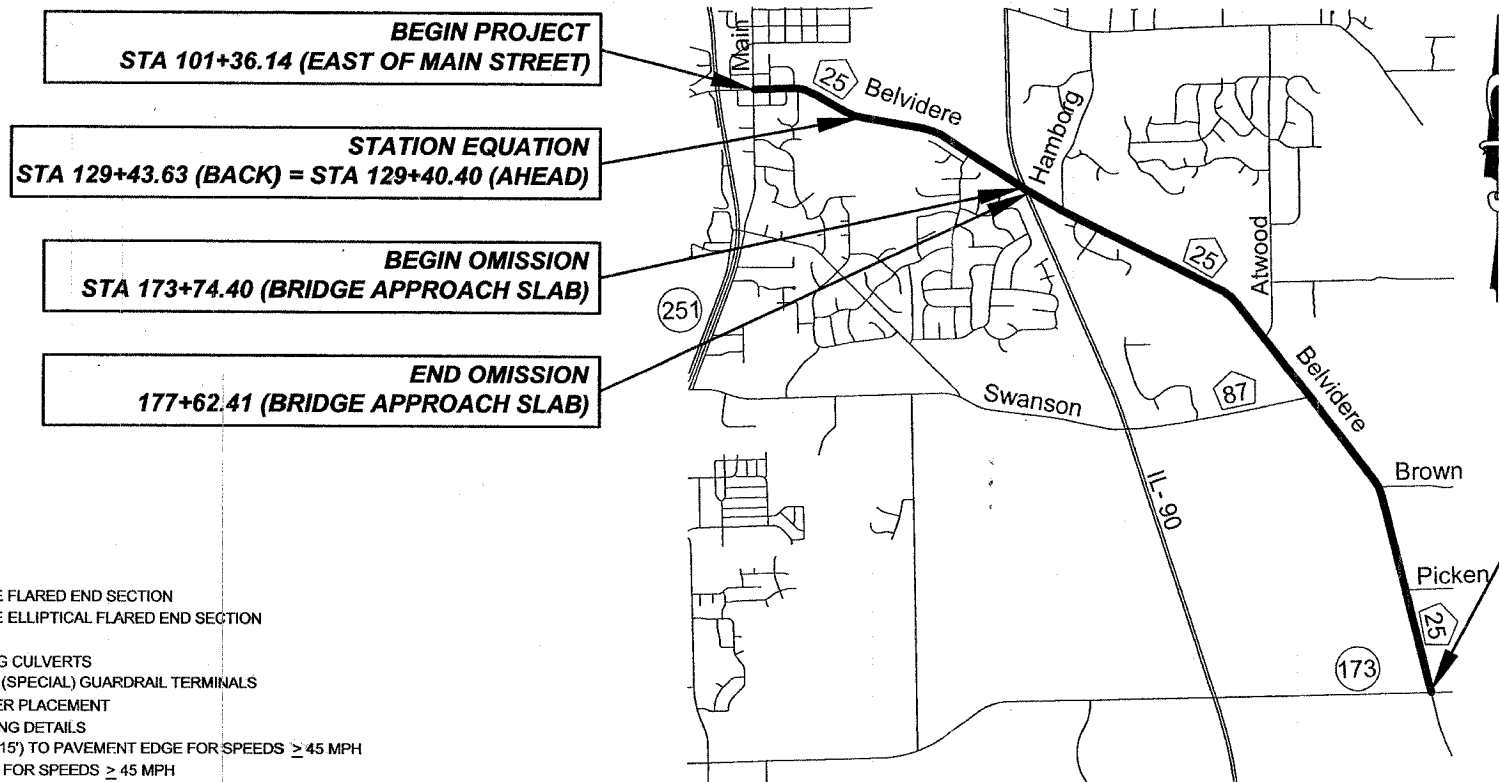 BEGIN PROJECT
STA 101+36.14 (EAST OF MAIN STREET)
STATION EQUATION
STA 129+43.63 (BACK) = STA 129+40.40 (AHEAD)
BEGIN OMISSION
STA 173+74.40 (BRIDGE APPROACH SLAB)
END OMISSION
177+62.41 (BRIDGE APPROACH SLAB)
Main
25
Belvidere
Hamborg
Atwood
25
251
Belvidere
87
Swanson
Brown
IL-90
Picken
25
173
E FLARED END SECTION
E ELLIPTICAL FLARED END SECTION
G CULVERTS
(SPECIAL) GUARDRAIL TERMINALS
ER PLACEMENT
NG DETAILS
15') TO PAVEMENT EDGE FOR SPEEDS ≥ 45 MPH
FOR SPEEDS ≥ 45 MPH